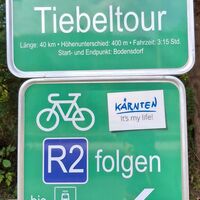 Tiebeltour
Länge: 40 km • Höhenunterschied: 400 m • Fahrzeit: 3:15 Std.
Start- und Endpunkt: Bodensdorf
KÄRNTEN
it's my life!
R2 folgen
bis